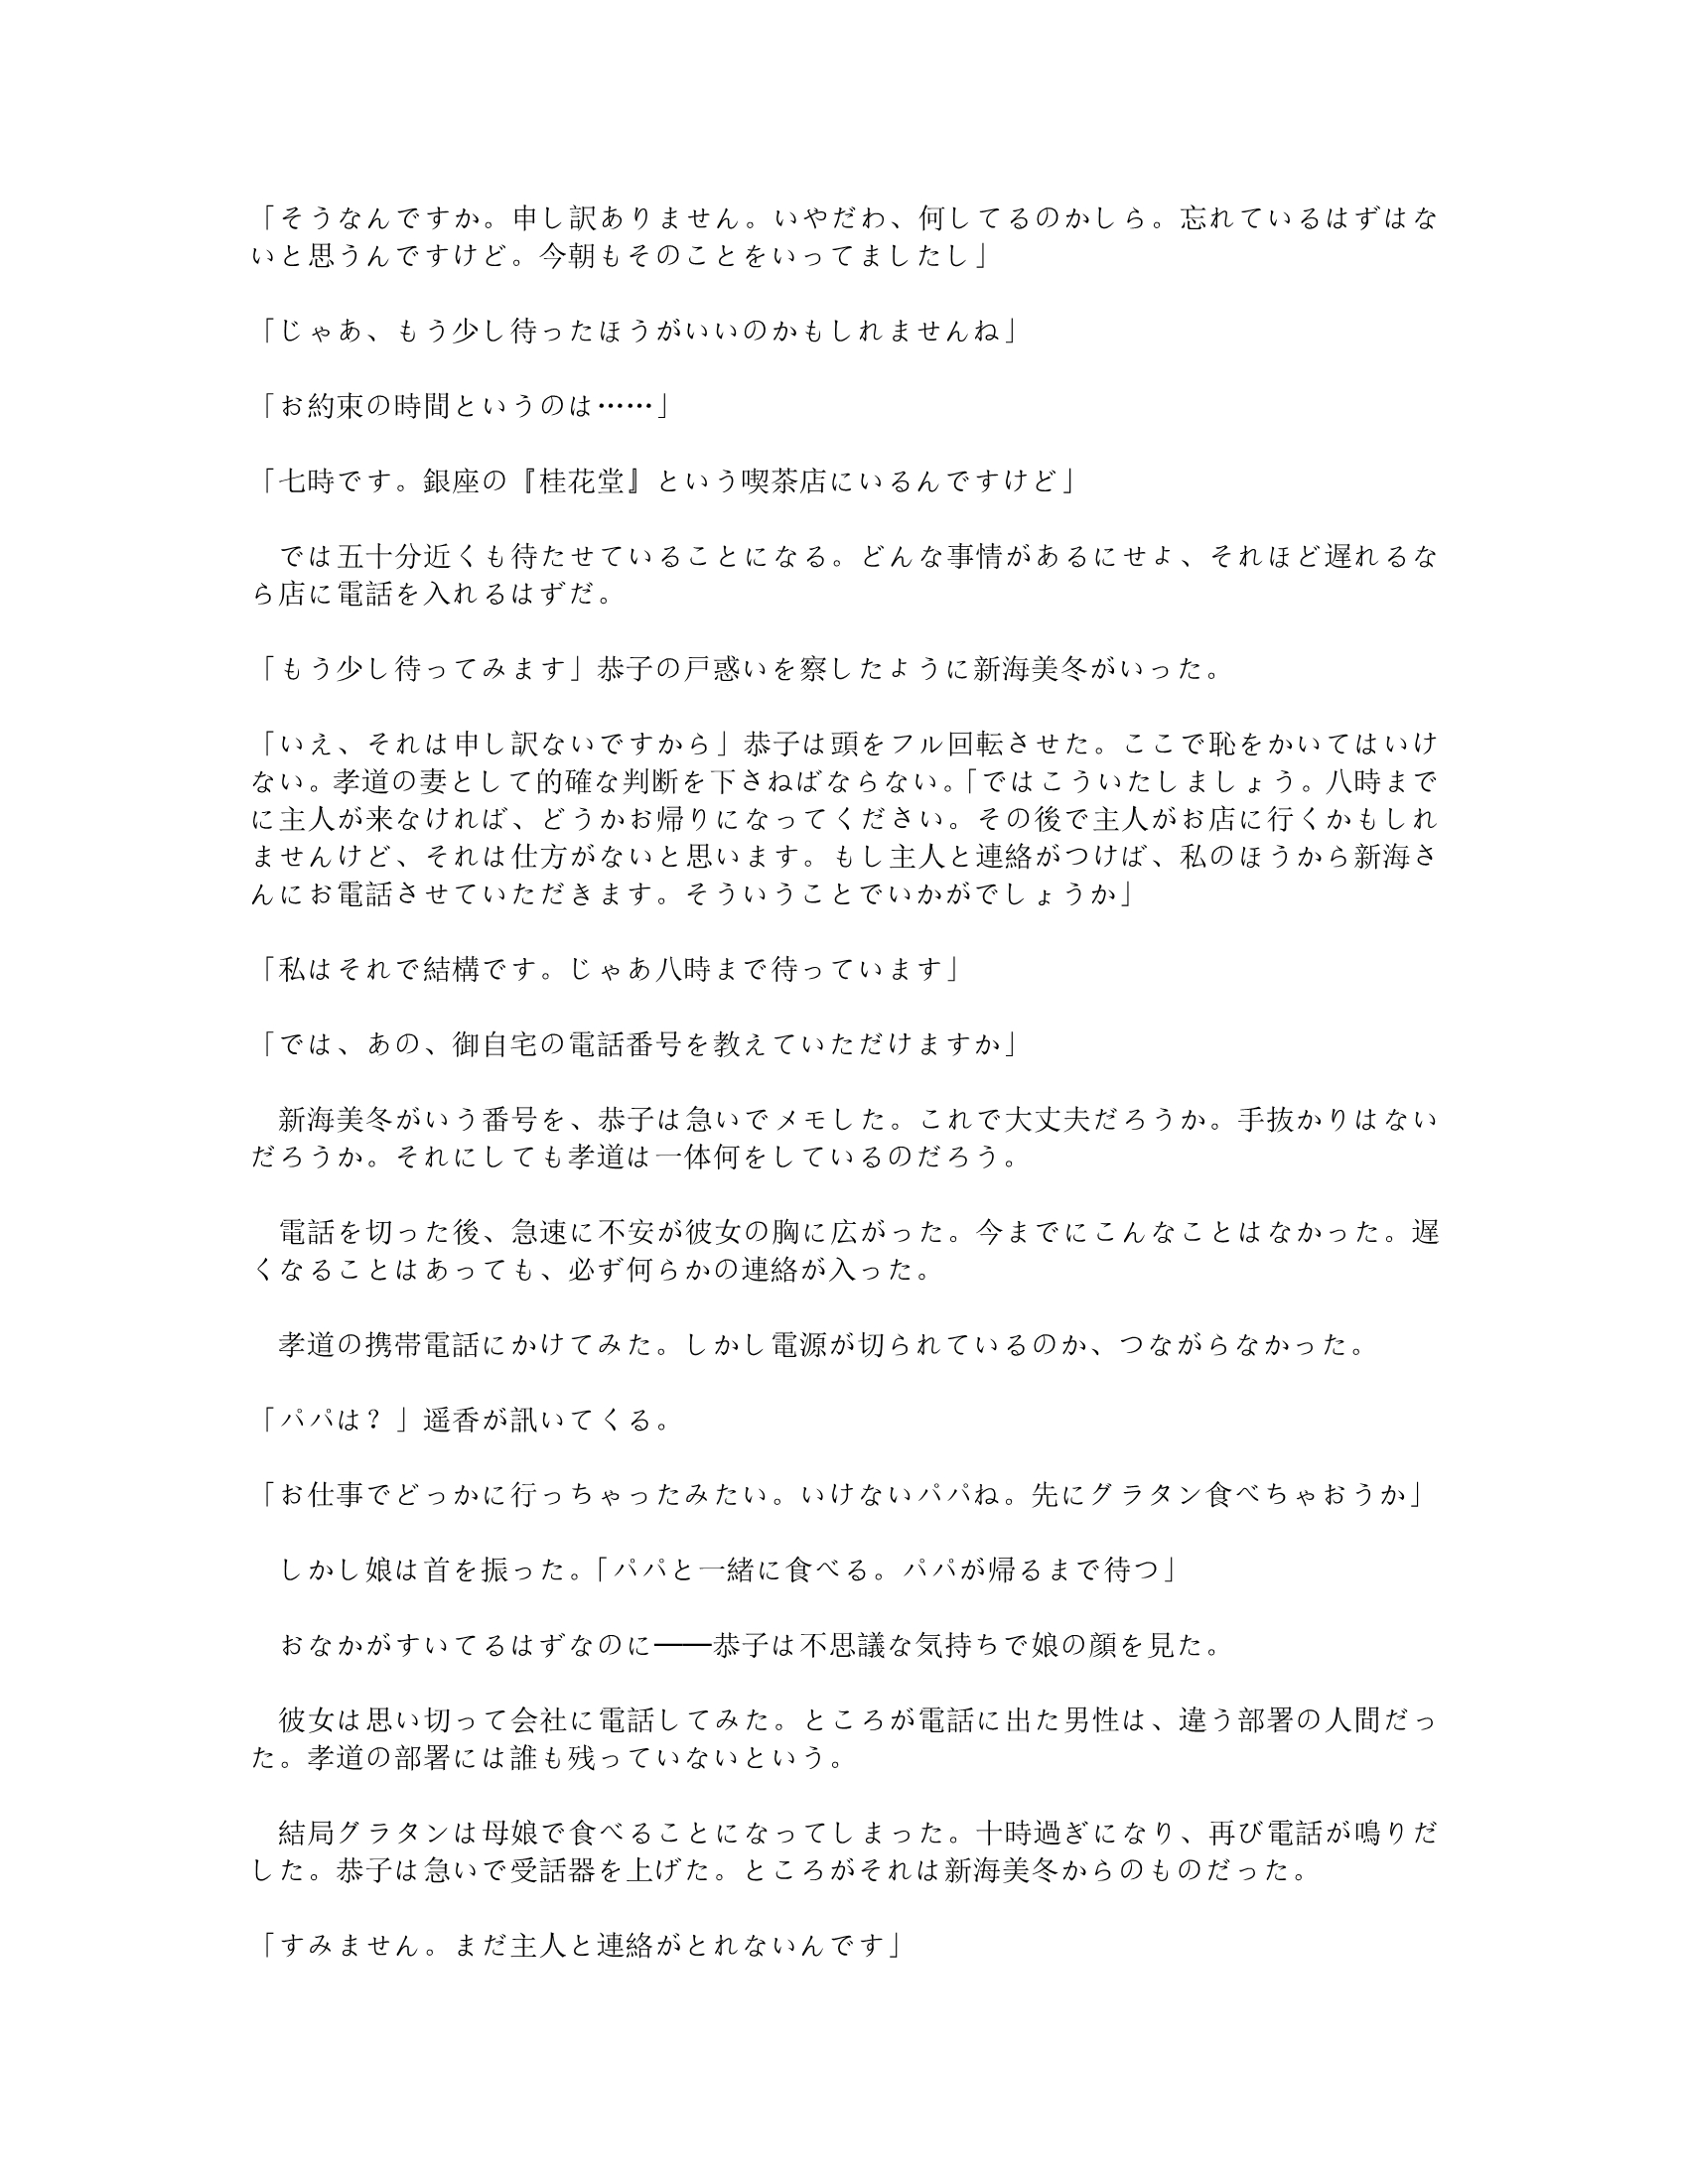 「そうなんですか。申し訳ありません。いやだわ、何してるのかしら。忘れているはずはな
いと思うんですけど。今朝もそのことをいってましたし」
「じゃあ、もう少し待ったほうがいいのかもしれませんね」
「お約束の時間というのは……」
「七時です。銀座の『桂花堂』という喫茶店にいるんですけど」
　では五十分近くも待たせていることになる。どんな事情があるにせよ、それほど遅れるな
ら店に電話を入れるはずだ。
「もう少し待ってみます」恭子の戸惑いを察したように新海美冬がいった。
「いえ、それは申し訳ないですから」恭子は頭をフル回転させた。ここで恥をかいてはいけ
ない。孝道の妻として的確な判断を下さねばならない。「ではこういたしましょう。八時まで
に主人が来なければ、どうかお帰りになってください。その後で主人がお店に行くかもしれ
ませんけど、それは仕方がないと思います。もし主人と連絡がつけば、私のほうから新海さ
んにお電話させていただきます。そういうことでいかがでしょうか」
「私はそれで結構です。じゃあ八時まで待っています」
「では、あの、御自宅の電話番号を教えていただけますか」
　新海美冬がいう番号を、恭子は急いでメモした。これで大丈夫だろうか。手抜かりはない
だろうか。それにしても孝道は一体何をしているのだろう。
　電話を切った後、急速に不安が彼女の胸に広がった。今までにこんなことはなかった。遅
くなることはあっても、必ず何らかの連絡が入った。
　孝道の携帯電話にかけてみた。しかし電源が切られているのか、つながらなかった。
「パパは？」遥香が訊いてくる。
「お仕事でどっかに行っちゃったみたい。いけないパパね。先にグラタン食べちゃおうか」
　しかし娘は首を振った。「パパと一緒に食べる。パパが帰るまで待つ」
　おなかがすいてるはずなのに――恭子は不思議な気持ちで娘の顔を見た。
　彼女は思い切って会社に電話してみた。ところが電話に出た男性は、違う部署の人間だっ
た。孝道の部署には誰も残っていないという。
　結局グラタンは母娘で食べることになってしまった。十時過ぎになり、再び電話が鳴りだ
した。恭子は急いで受話器を上げた。ところがそれは新海美冬からのものだった。
「すみません。まだ主人と連絡がとれないんです」